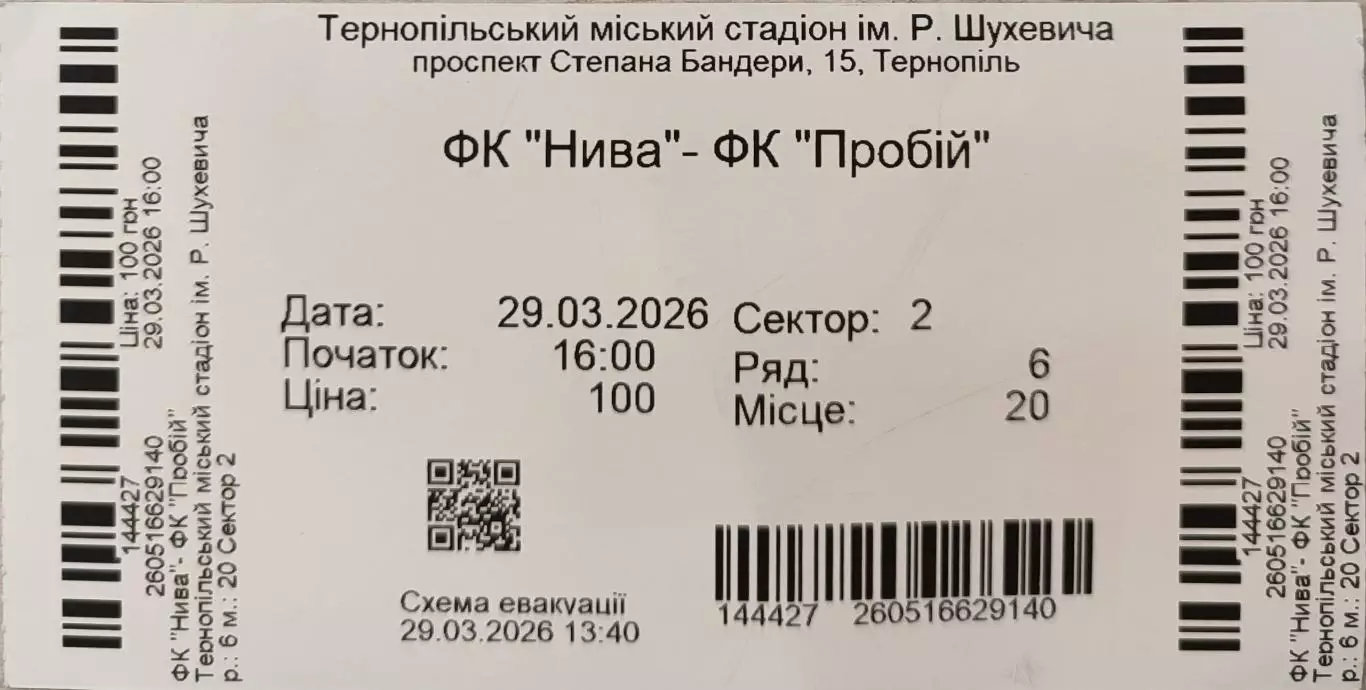 Тернопільський міський стадіон ім. Р. Шухевича
проспект Степана Бандери, 15, Тернопіль
ФК "Нива"- ФК "Пробій"
Дата: 29.03.2026
Початок: 16:00
Ціна: 100
Сектор: 2
Ряд: 6
Місце: 20
Схема евакуації
29.03.2026 13:40
144427 260516629140
144427 Ціна: 100 грн
260516629140 29.03.2026 16:00
ФК "Нива"- ФК "Пробій"
Тернопільський міський стадіон ім. Р. Шухевича
р.: 6 м.: 20 Сектор 2
144427 Ціна: 100 грн
260516629140 29.03.2026 16:00
ФК "Нива"- ФК "Пробій"
Тернопільський міський стадіон ім. Р. Шухевича
р.: 6 м.: 20 Сектор 2